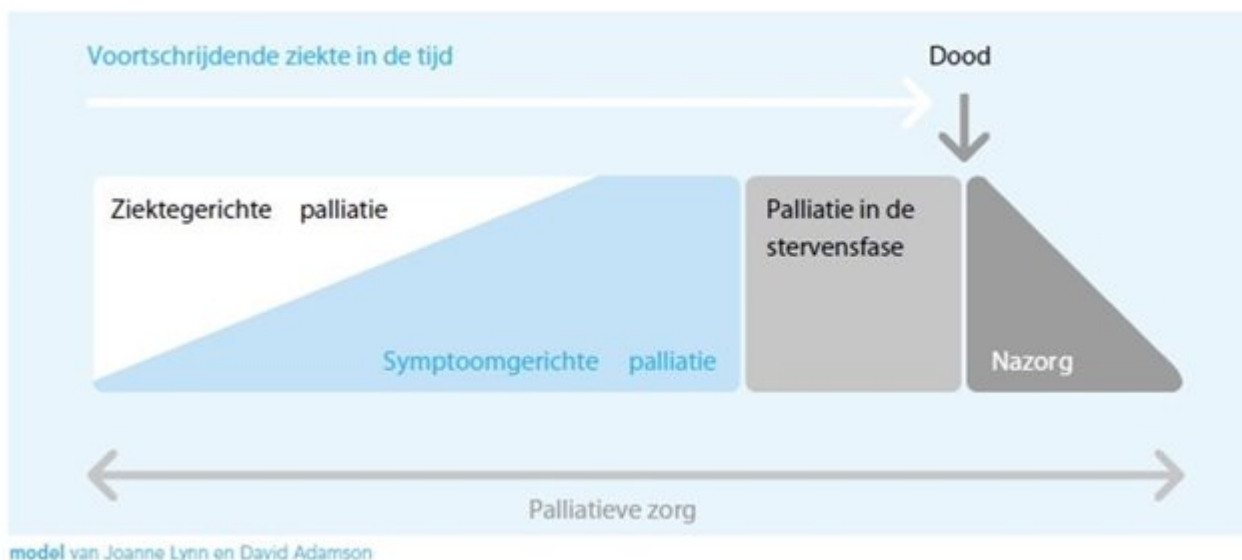 Voortschrijdende ziekte in de tijd
Dood
Ziektegerichte palliatie
Palliatie in de
stervensfase
Symptoomgerichte palliatie
Nazorg
Palliatieve zorg
model van Joanne Lynn en David Adamson